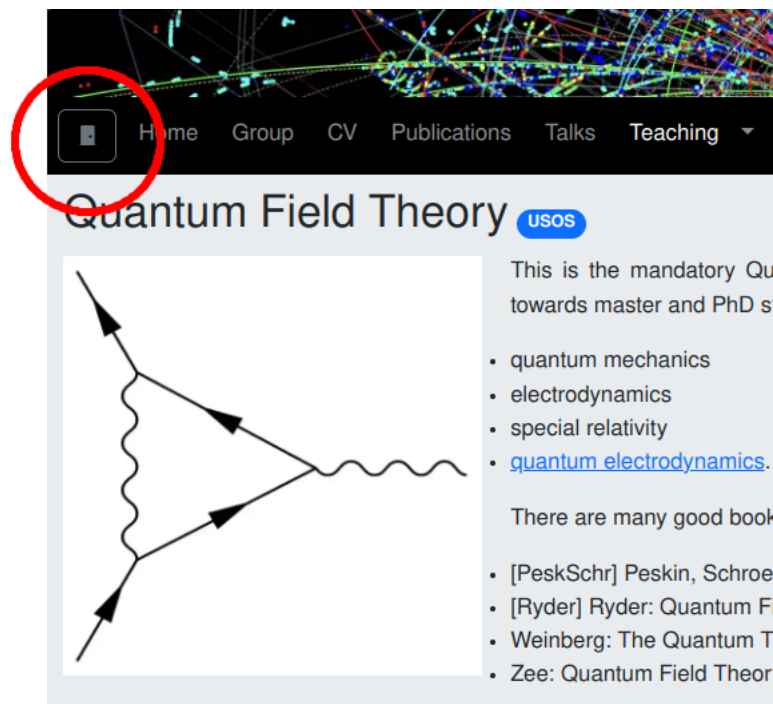 Home Group CV Publications Talks Teaching
Quantum Field Theory USOS
This is the mandatory Qu
towards master and PhD s
• quantum mechanics
• electrodynamics
• special relativity
• quantum electrodynamics.
There are many good book
• [PeskSchr] Peskin, Schroe
• [Ryder] Ryder: Quantum Fi
• Weinberg: The Quantum T
• Zee: Quantum Field Theor